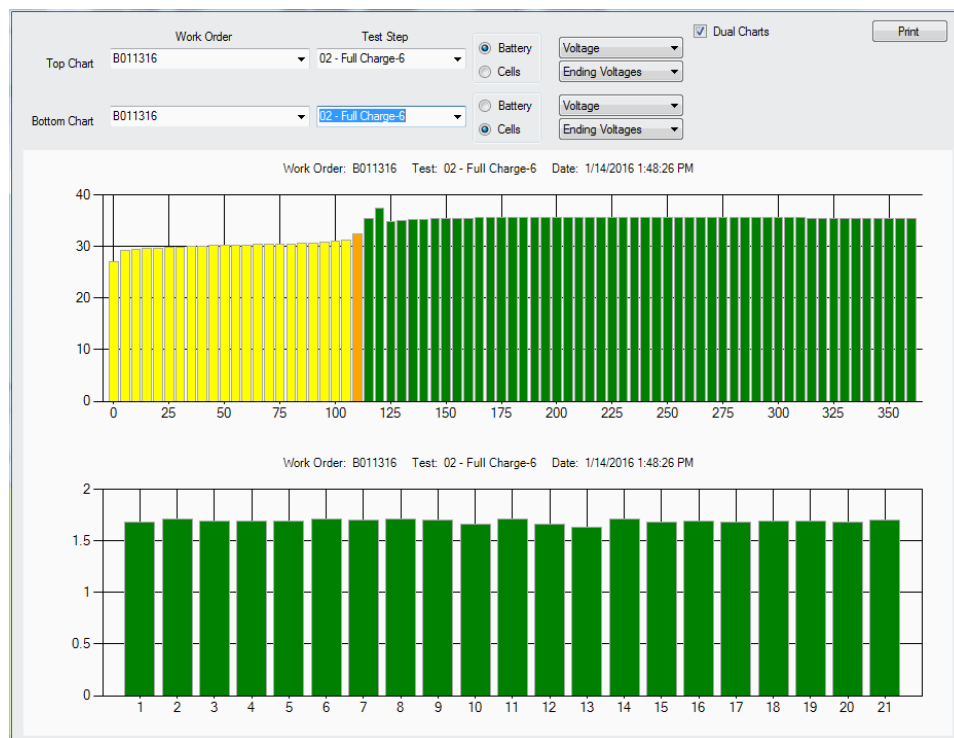 Work Order Test Step
Dual Charts Print
Top Chart B011316 02 - Full Charge-6 Battery Voltage
Cells Ending Voltages
Bottom Chart B011316 02 - Full Charge-6 Battery Voltage
Cells Ending Voltages
Work Order: B011316 Test: 02 - Full Charge-6 Date: 1/14/2016 1:48:26 PM
40
30
20
10
0
0 25 50 75 100 125 150 175 200 225 250 275 300 325 350
Work Order: B011316 Test: 02 - Full Charge-6 Date: 1/14/2016 1:48:26 PM
2
1.5
1
0.5
0
1 2 3 4 5 6 7 8 9 10 11 12 13 14 15 16 17 18 19 20 21